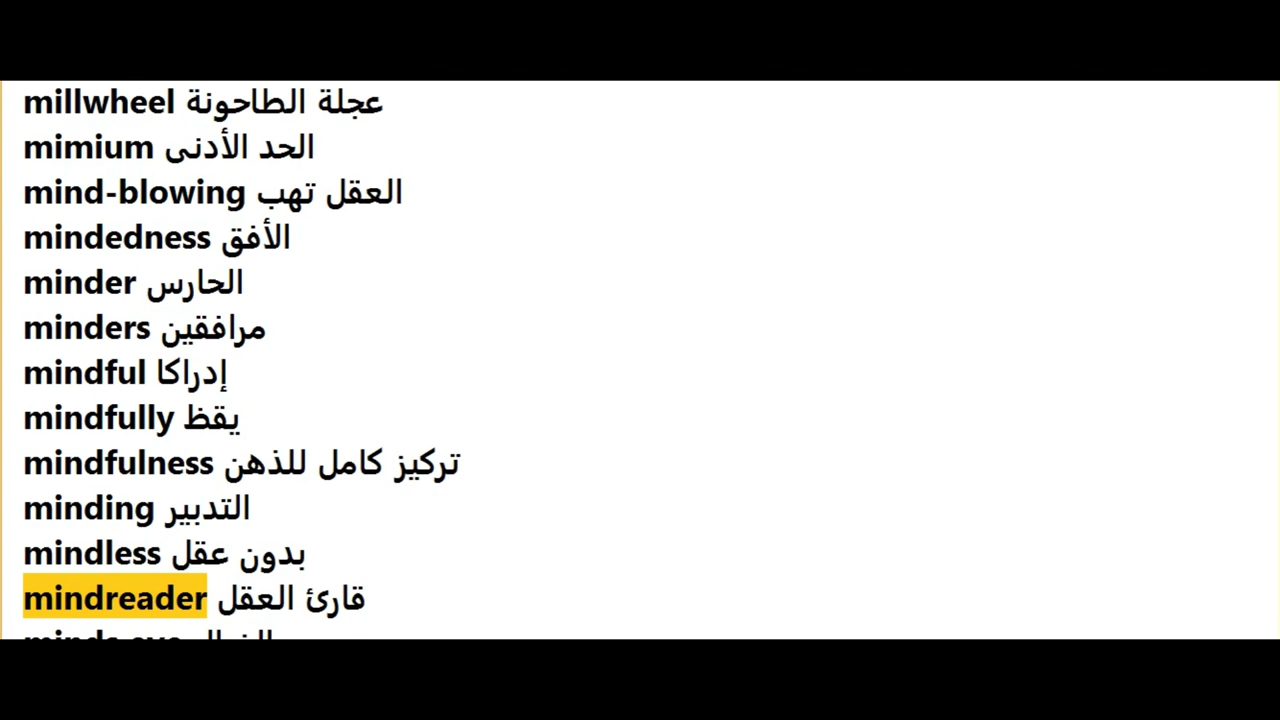 millwheel عجلة الطاحونة
mimium الحد الأدنى
mind-blowing العقل تهب
mindedness الأفق
minder الحارس
minders مرافقين
mindful إدراكا
mindfully يقظ
mindfulness تركيز كامل للذهن
minding التدبير
mindless بدون عقل
mindreader قارئ العقل